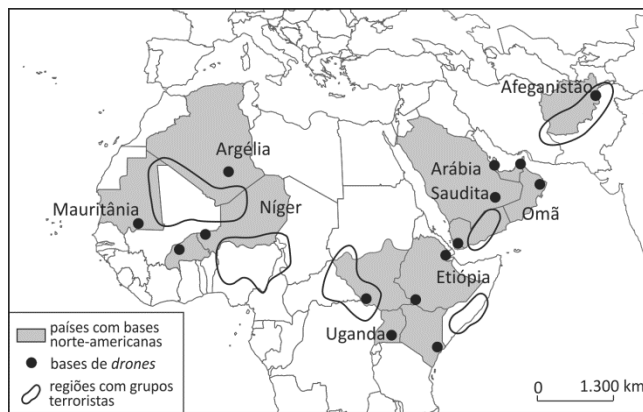 Afeganistão
Argélia
Arábia
Saudita
Mauritânia
Níger
Omã
Etiópia
Uganda
países com bases
norte-americanas
bases de drones
regiões com grupos
terroristas
0 1.300 km